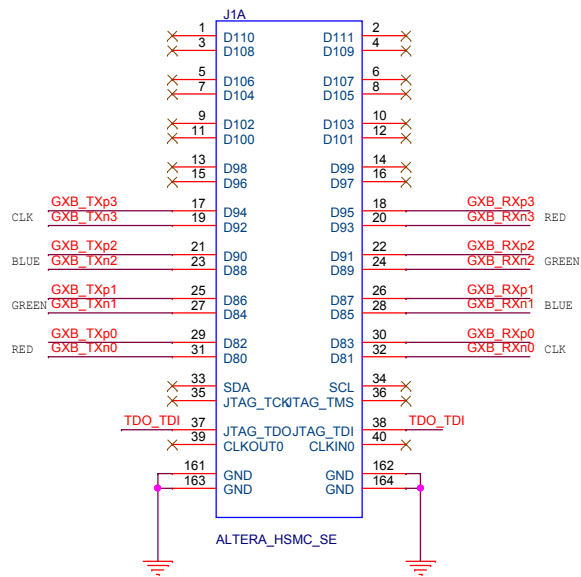 J1A
1 D110 D111 2
3 D108 D109 4
5 D106 D107 6
7 D104 D105 8
9 D102 D103 10
11 D100 D101 12
13 D98 D99 14
15 D96 D97 16
GXB_TXp3 17 D94 D95 18 GXB_RXp3
CLK GXB_TXn3 19 D92 D93 20 GXB_RXn3 RED
GXB_TXp2 21 D90 D91 22 GXB_RXp2
BLUE GXB_TXn2 23 D88 D89 24 GXB_RXn2 GREEN
GXB_TXp1 25 D86 D87 26 GXB_RXp1
GREEN GXB_TXn1 27 D84 D85 28 GXB_RXn1 BLUE
GXB_TXp0 29 D82 D83 30 GXB_RXp0
RED GXB_TXn0 31 D80 D81 32 GXB_RXn0 CLK
33 SDA SCL 34
35 JTAG_TCK JTAG_TMS 36
TDO_TDI 37 JTAG_TDO JTAG_TDI 38 TDO_TDI
39 CLKOUT0 CLKIN0 40
161 GND GND 162
163 GND GND 164
ALTERA_HSMC_SE